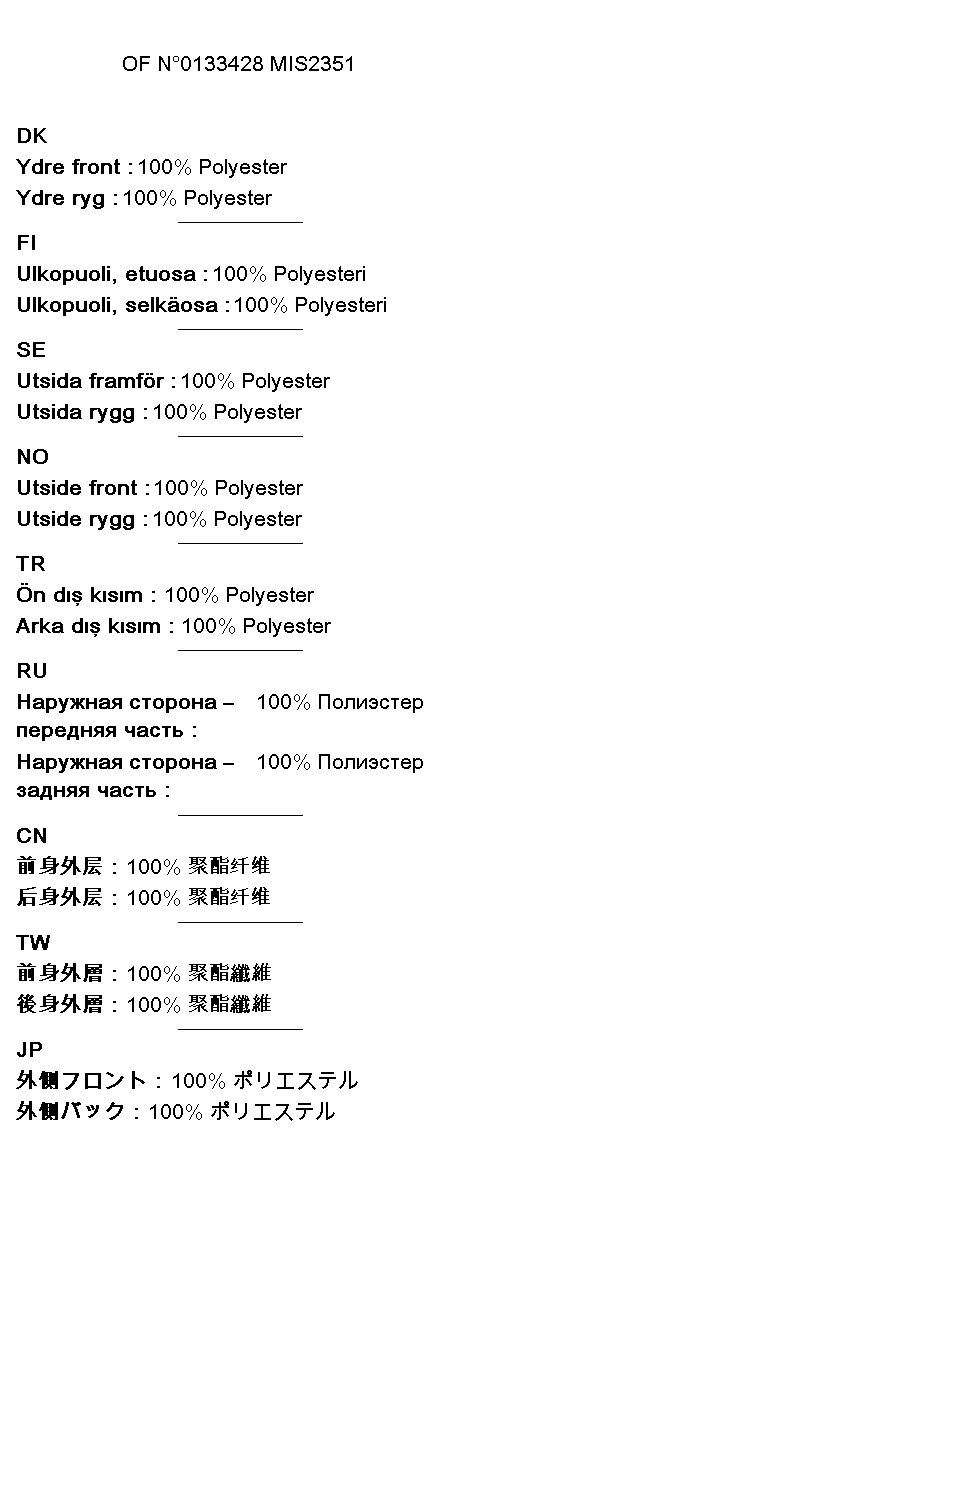 OF N°0133428 MIS2351
DK
Ydre front : 100% Polyester
Ydre ryg : 100% Polyester
FI
Ulkopuoli, etuosa : 100% Polyesteri
Ulkopuoli, selkäosa : 100% Polyesteri
SE
Utsida framför : 100% Polyester
Utsida rygg : 100% Polyester
NO
Utside front : 100% Polyester
Utside rygg : 100% Polyester
TR
Ön dış kısım : 100% Polyester
Arka dış kısım : 100% Polyester
RU
Наружная сторона – 100% Полиэстер
передняя часть :
Наружная сторона – 100% Полиэстер
задняя часть :
CN
前身外层 : 100% 聚酯纤维
后身外层 : 100% 聚酯纤维
TW
前身外層 : 100% 聚酯纖維
後身外層 : 100% 聚酯纖維
JP
外側フロント : 100% ポリエステル
外側バック : 100% ポリエステル